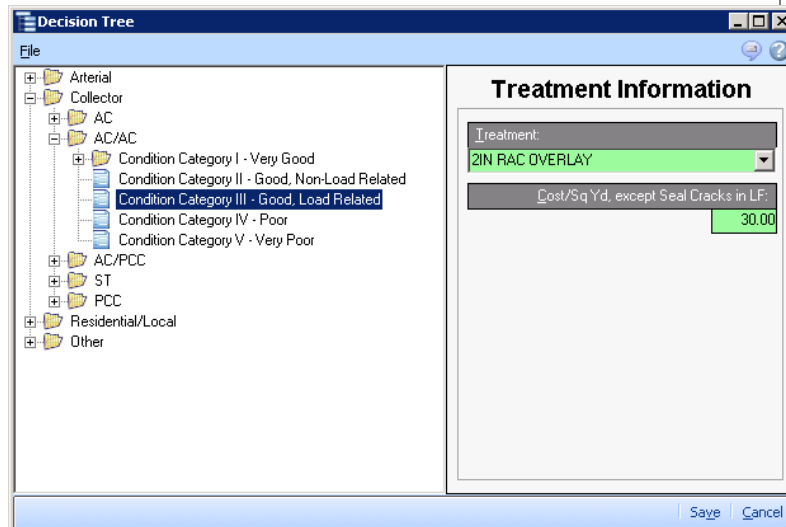 Decision Tree
File
Arterial
Collector
AC
AC/AC
Condition Category I - Very Good
Condition Category II - Good, Non-Load Related
Condition Category III - Good, Load Related
Condition Category IV - Poor
Condition Category V - Very Poor
AC/PCC
ST
PCC
Residential/Local
Other
Treatment Information
Treatment:
2IN RAC OVERLAY
Cost/Sq Yd, except Seal Cracks in LF:
30.00
Save
Cancel